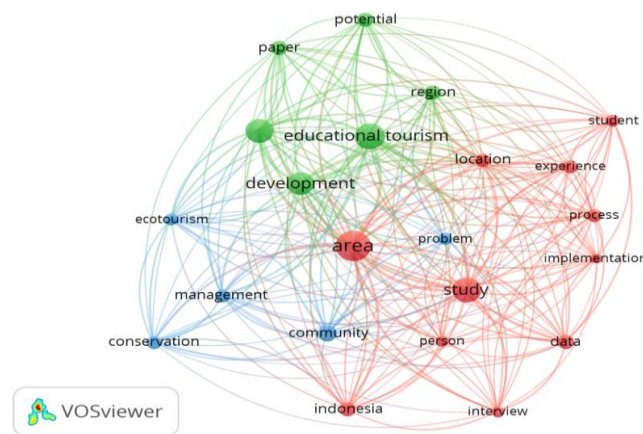 potential
paper
region
student
educational tourism
location
experience
development
process
ecotourism
area
problem
implementation
management
study
conservation
community
person
data
indonesia
interview
VOSviewer